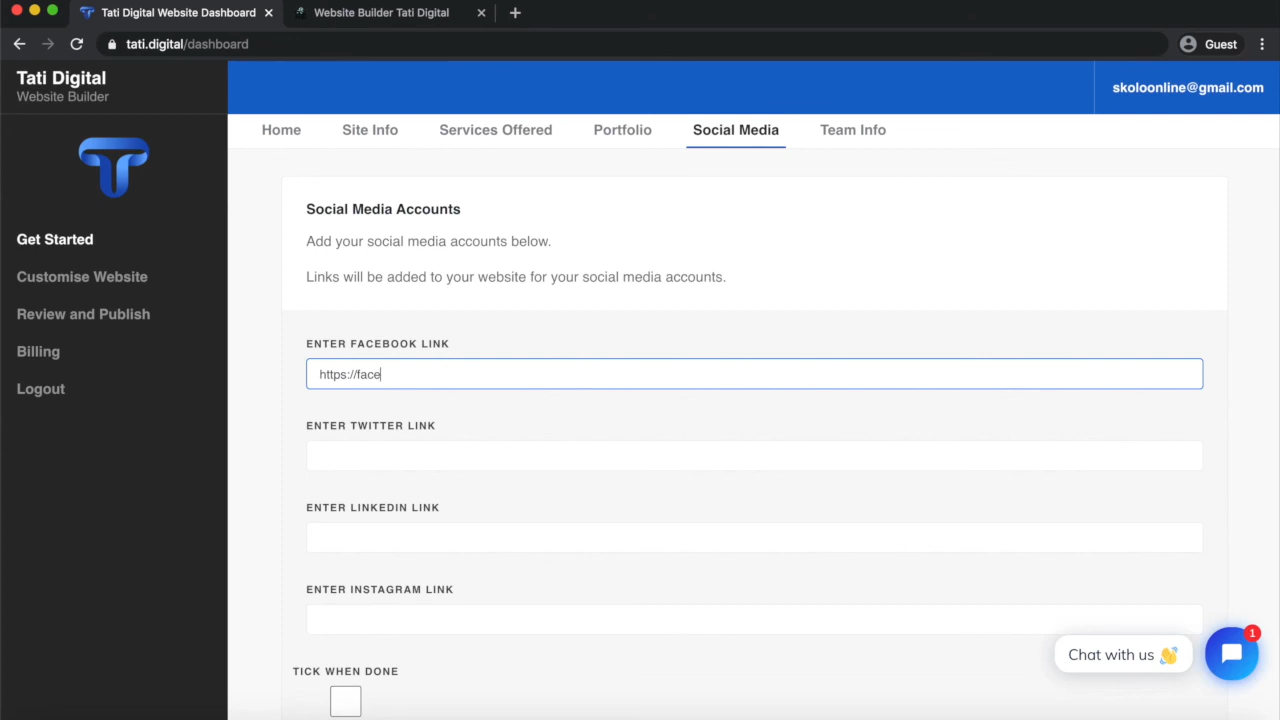 Tati Digital Website Dashboard
Website Builder Tati Digital
tati.digital/dashboard
Guest
Tati Digital
Website Builder
skoloonline@gmail.com
Home
Site Info
Services Offered
Portfolio
Social Media
Team Info
Get Started
Customise Website
Review and Publish
Billing
Logout
Social Media Accounts
Add your social media accounts below.
Links will be added to your website for your social media accounts.
ENTER FACEBOOK LINK
https://face
ENTER TWITTER LINK
ENTER LINKEDIN LINK
ENTER INSTAGRAM LINK
TICK WHEN DONE
Chat with us 👋
1